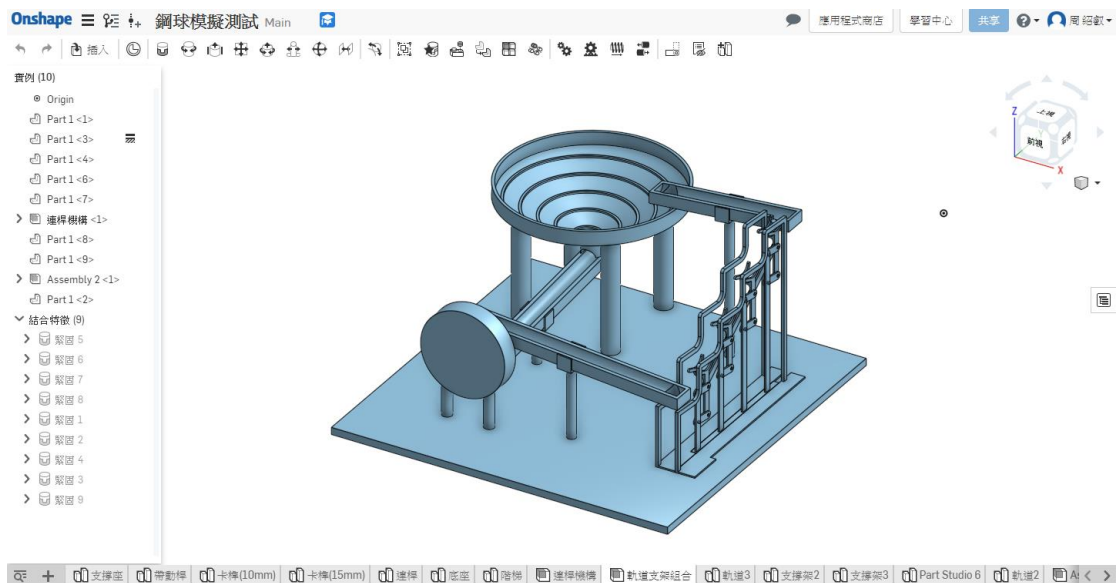 Onshape 鋼球模擬測試 Main 應用程式商店 學習中心 共享 周紹叡
插入
實例 (10)
Origin
Part 1 <1>
Part 1 <3>
Part 1 <4>
Part 1 <6>
Part 1 <7>
連桿機構 <1>
Part 1 <8>
Part 1 <9>
Assembly 2 <1>
Part 1 <2>
結合特徵 (9)
緊固 5
緊固 6
緊固 7
緊固 8
緊固 1
緊固 2
緊固 4
緊固 3
緊固 9
Z
上視
前視
X
支撐座 帶動桿 卡榫(10mm) 卡榫(15mm) 連桿 底座 階梯 連桿機構 軌道支架組合 軌道3 支撐架2 支撐架3 Part Studio 6 軌道2